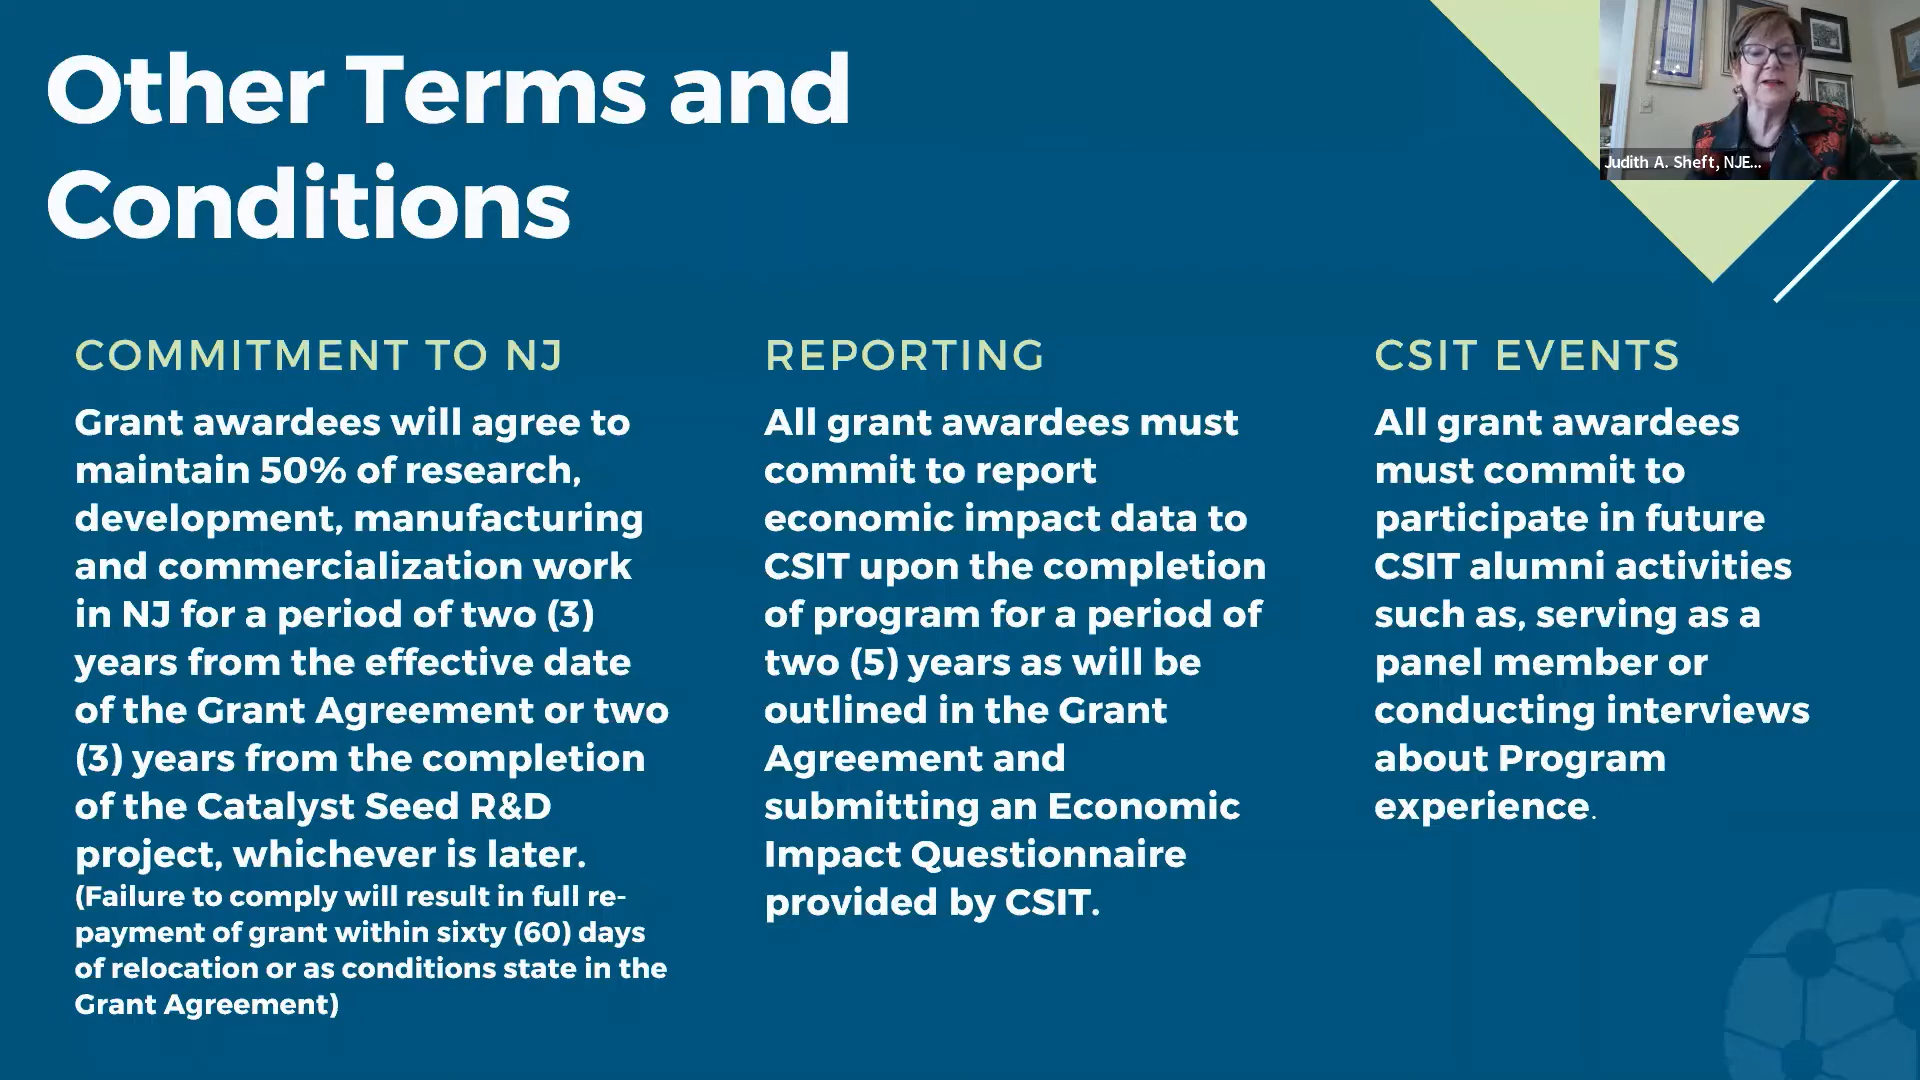 Other Terms and
Conditions
Judith A. Sheft, NJE...
COMMITMENT TO NJ
Grant awardees will agree to
maintain 50% of research,
development, manufacturing
and commercialization work
in NJ for a period of two (3)
years from the effective date
of the Grant Agreement or two
(3) years from the completion
of the Catalyst Seed R&D
project, whichever is later.
(Failure to comply will result in full re-
payment of grant within sixty (60) days
of relocation or as conditions state in the
Grant Agreement)
REPORTING
All grant awardees must
commit to report
economic impact data to
CSIT upon the completion
of program for a period of
two (5) years as will be
outlined in the Grant
Agreement and
submitting an Economic
Impact Questionnaire
provided by CSIT.
CSIT EVENTS
All grant awardees
must commit to
participate in future
CSIT alumni activities
such as, serving as a
panel member or
conducting interviews
about Program
experience.